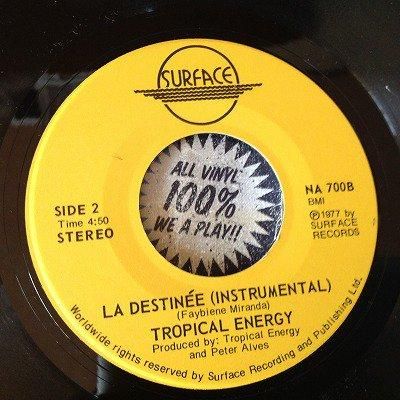 SURFACE
ALL VINYL
100%
WE A PLAY!!
SIDE 2
Time 4:50
STEREO
NA 700B
BMI
℗1977 by
SURFACE
RECORDS
LA DESTINÉE (INSTRUMENTAL)
(Faybiene Miranda)
TROPICAL ENERGY
Produced by: Tropical Energy
and Peter Alves
Worldwide rights reserved by Surface Recording and Publishing Ltd.